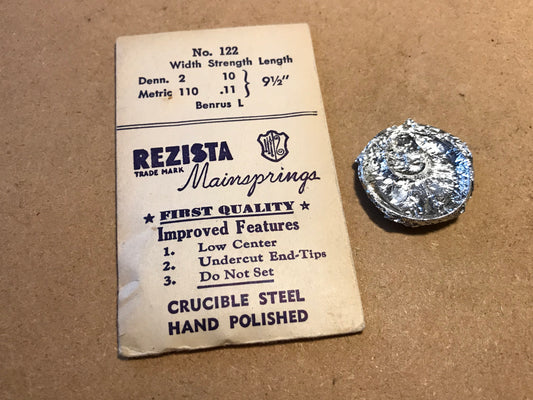 No. 122
Width Strength Length
Denn. 2 10 } 9½"
Metric 110 .11
Benrus L
REZISTA
TRADE MARK
Mainsprings
★ FIRST QUALITY ★
Improved Features
1. Low Center
2. Undercut End-Tips
3. Do Not Set
CRUCIBLE STEEL
HAND POLISHED